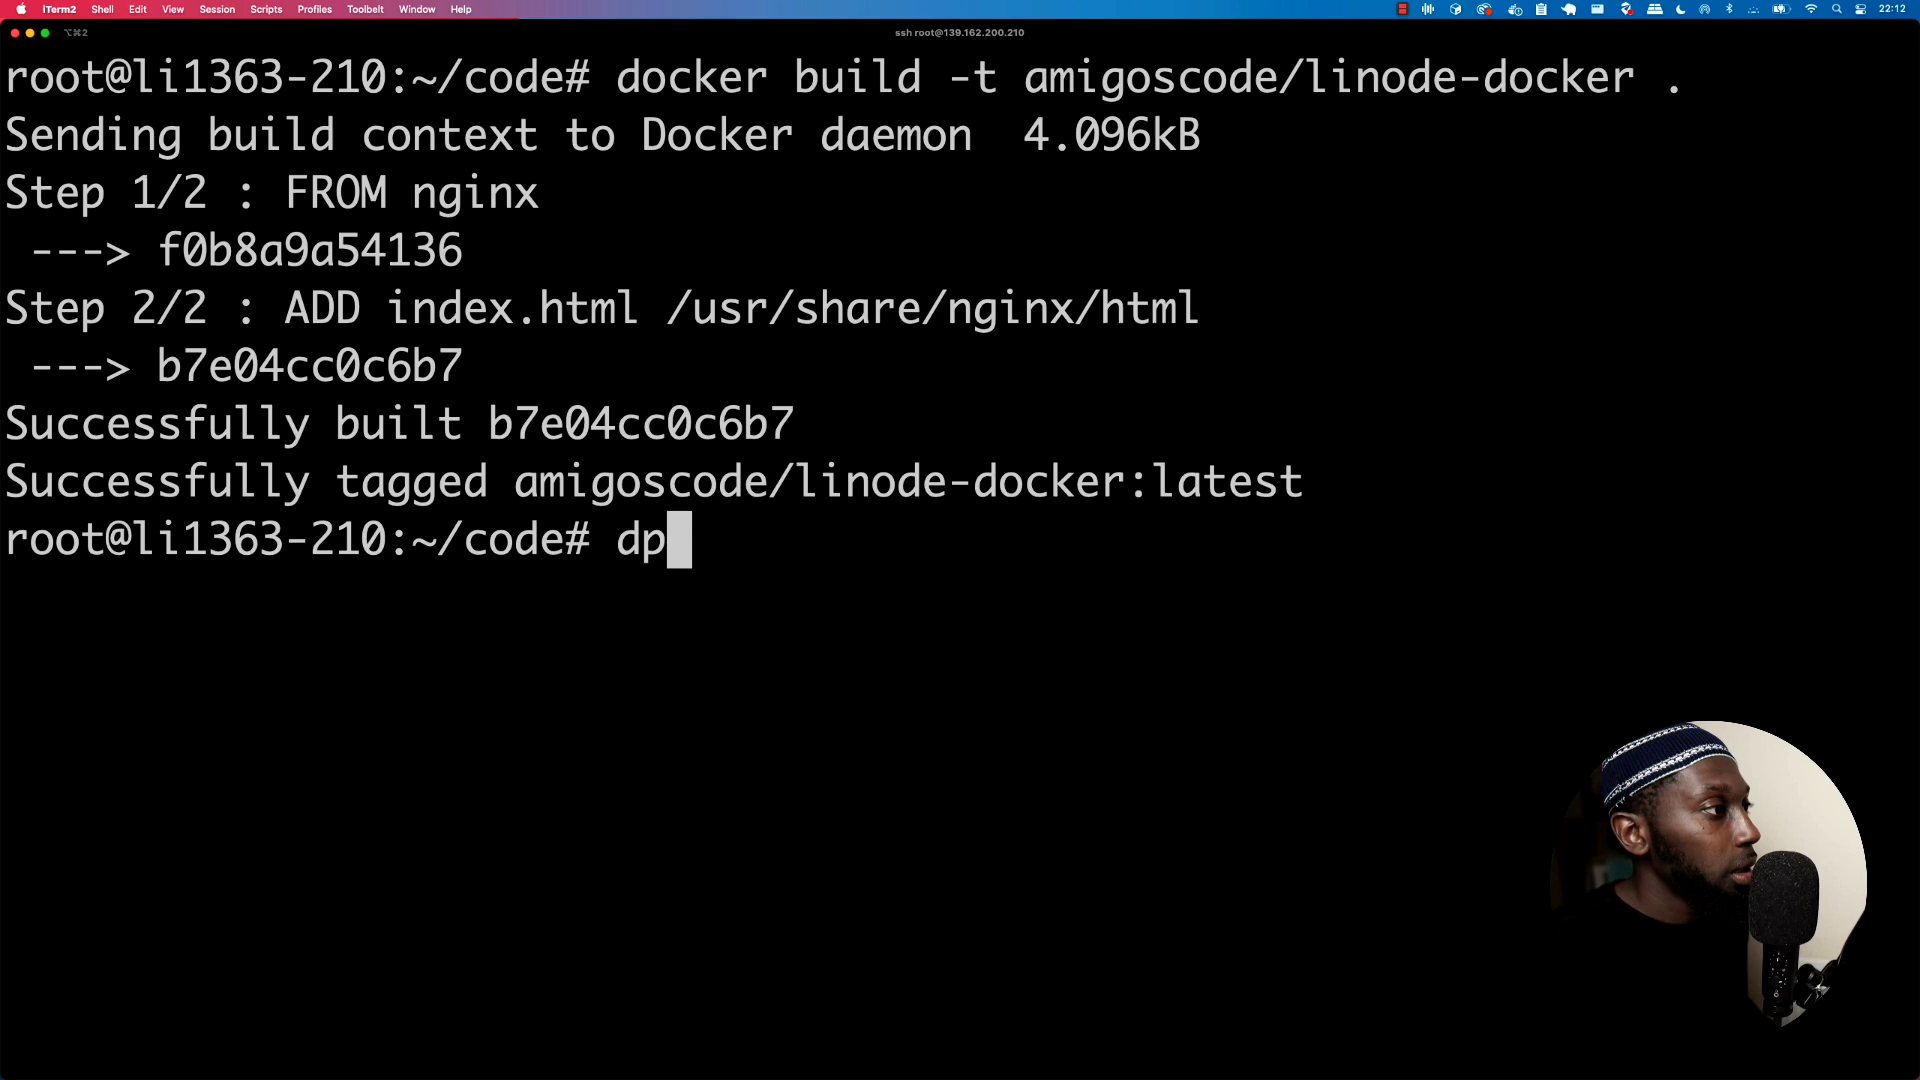 iTerm2 Shell Edit View Session Scripts Profiles Toolbelt Window Help 22:12
⌥⌘2 ssh root@139.162.200.210
root@li1363-210:~/code# docker build -t amigoscode/linode-docker .
Sending build context to Docker daemon  4.096kB
Step 1/2 : FROM nginx
 ---> f0b8a9a54136
Step 2/2 : ADD index.html /usr/share/nginx/html
 ---> b7e04cc0c6b7
Successfully built b7e04cc0c6b7
Successfully tagged amigoscode/linode-docker:latest
root@li1363-210:~/code# dp